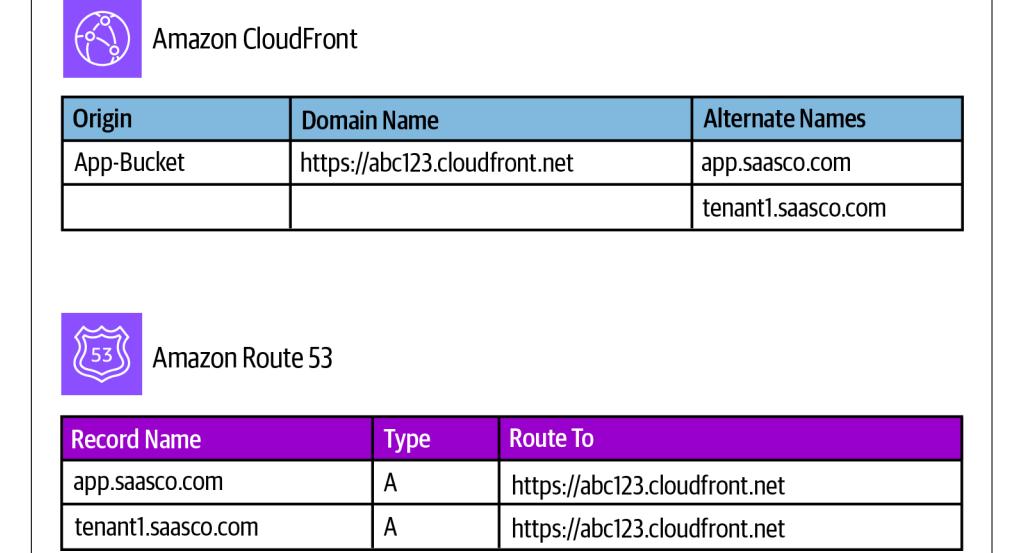 Amazon CloudFront
Origin Domain Name Alternate Names
App-Bucket https://abc123.cloudfront.net app.saasco.com
tenant1.saasco.com
53
Amazon Route 53
Record Name Type Route To
app.saasco.com A https://abc123.cloudfront.net
tenant1.saasco.com A https://abc123.cloudfront.net